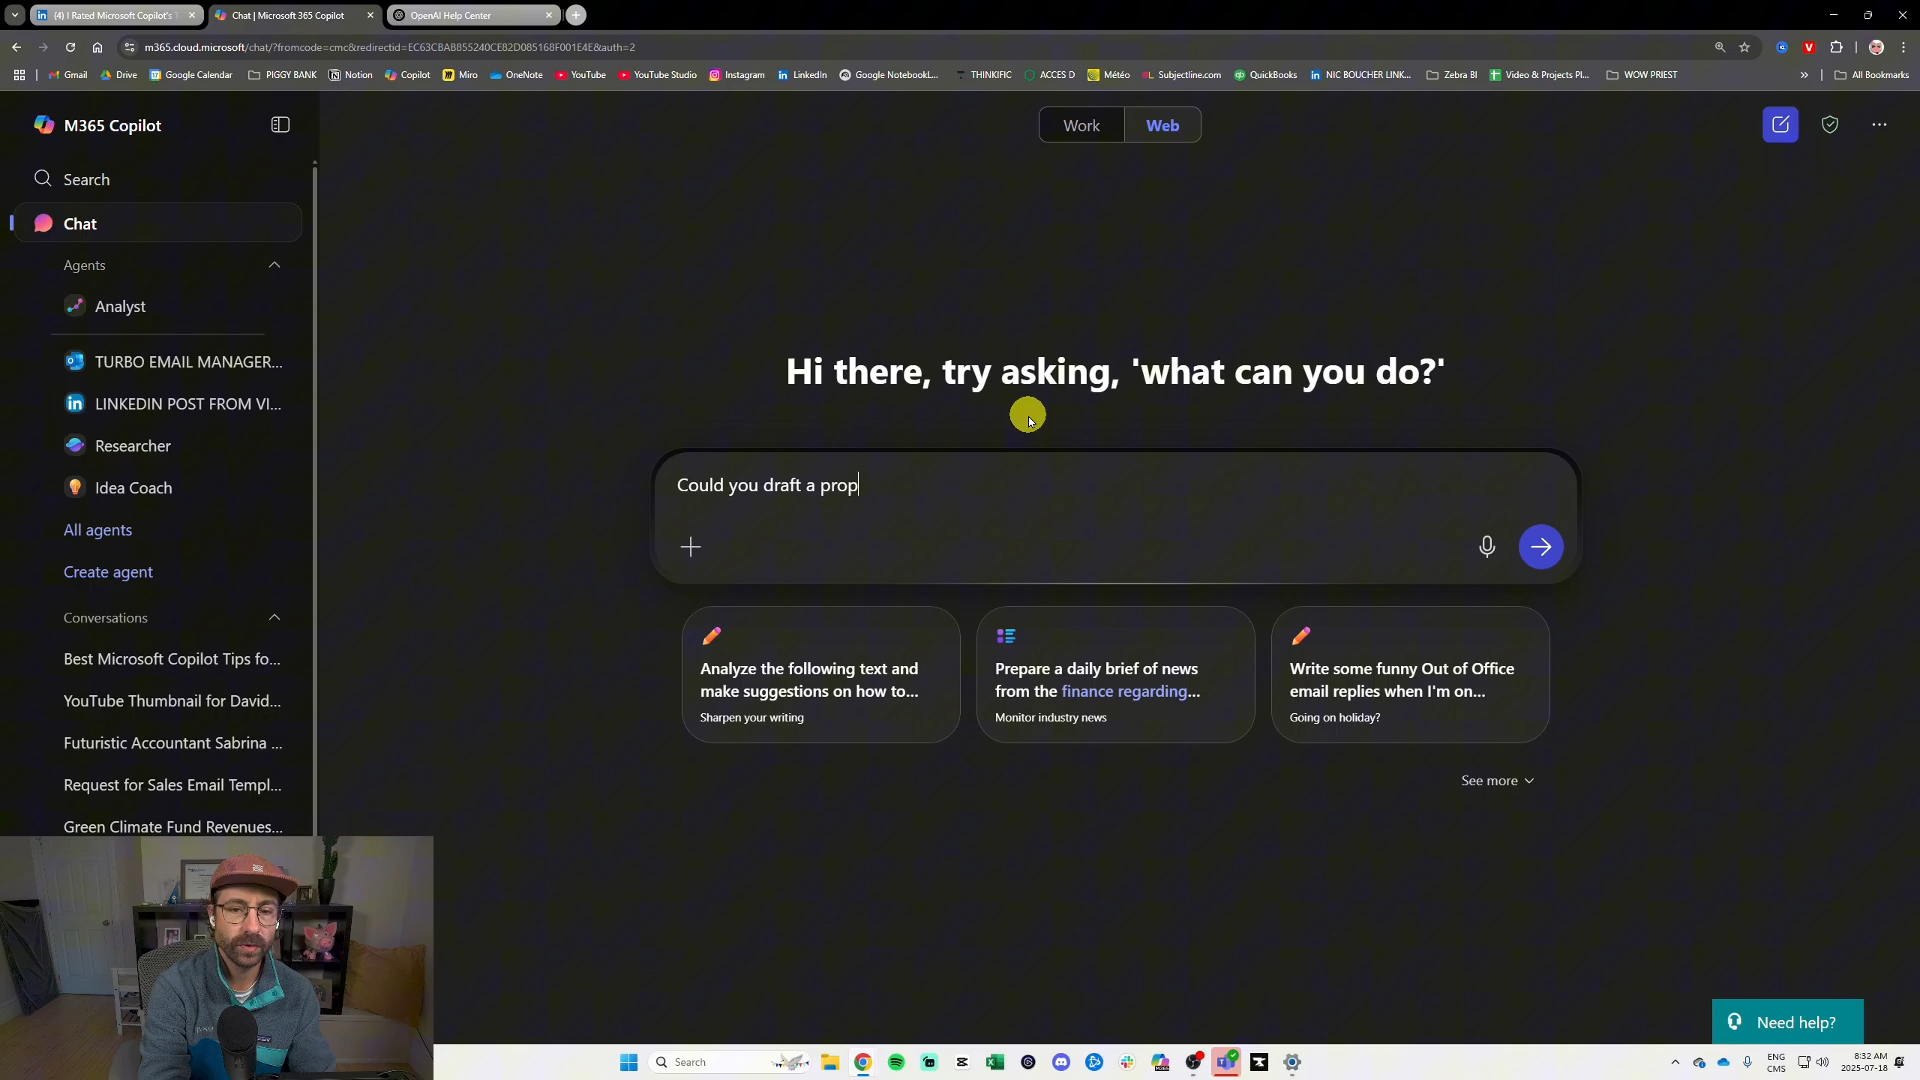 (4) I Rated Microsoft Copilot's T
Chat | Microsoft 365 Copilot
OpenAI Help Center
m365.cloud.microsoft/chat/?fromcode=cmc&redirectid=EC63CBAB855240CE82D085168F001E4E&auth=2
Gmail
Drive
Google Calendar
PIGGY BANK
Notion
Copilot
Miro
OneNote
YouTube
YouTube Studio
Instagram
LinkedIn
Google NotebookL...
THINKIFIC
ACCES D
Météo
Subjectline.com
QuickBooks
NIC BOUCHER LINK...
Zebra BI
Video & Projects Pl...
WOW PRIEST
All Bookmarks
M365 Copilot
Work
Web
Search
Chat
Agents
Analyst
TURBO EMAIL MANAGER...
LINKEDIN POST FROM VI...
Researcher
Idea Coach
All agents
Create agent
Conversations
Best Microsoft Copilot Tips fo...
YouTube Thumbnail for David...
Futuristic Accountant Sabrina ...
Request for Sales Email Templ...
Green Climate Fund Revenues...
Hi there, try asking, 'what can you do?'
Could you draft a prop
Analyze the following text and
make suggestions on how to...
Sharpen your writing
Prepare a daily brief of news
from the finance regarding...
Monitor industry news
Write some funny Out of Office
email replies when I'm on...
Going on holiday?
See more
Need help?
Search
ENG
CMS
8:32 AM
2025-07-18